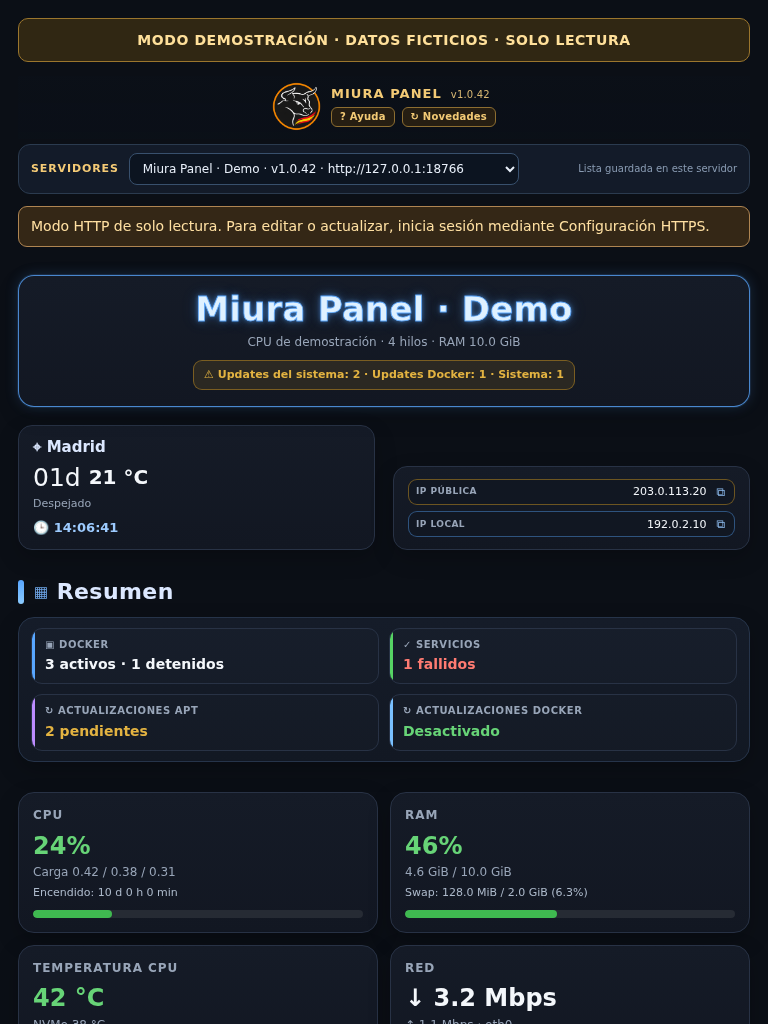 MODO DEMOSTRACIÓN · DATOS FICTICIOS · SOLO LECTURA
MIURA PANEL v1.0.42
? Ayuda ↻ Novedades
SERVIDORES Miura Panel · Demo · v1.0.42 · http://127.0.0.1:18766 Lista guardada en este servidor
Modo HTTP de solo lectura. Para editar o actualizar, inicia sesión mediante Configuración HTTPS.
Miura Panel · Demo
CPU de demostración · 4 hilos · RAM 10.0 GiB
⚠ Updates del sistema: 2 · Updates Docker: 1 · Sistema: 1
⌖ Madrid
01d 21 °C
Despejado
🕒 14:06:41
IP PÚBLICA 203.0.113.20
IP LOCAL 192.0.2.10
▦ Resumen
▣ DOCKER
3 activos · 1 detenidos
✓ SERVICIOS
1 fallidos
↻ ACTUALIZACIONES APT
2 pendientes
↻ ACTUALIZACIONES DOCKER
Desactivado
CPU
24%
Carga 0.42 / 0.38 / 0.31
Encendido: 10 d 0 h 0 min
RAM
46%
4.6 GiB / 10.0 GiB
Swap: 128.0 MiB / 2.0 GiB (6.3%)
TEMPERATURA CPU
42 °C
NVMe 38 °C
RED
↓ 3.2 Mbps
↑ 1.1 Mbps · eth0